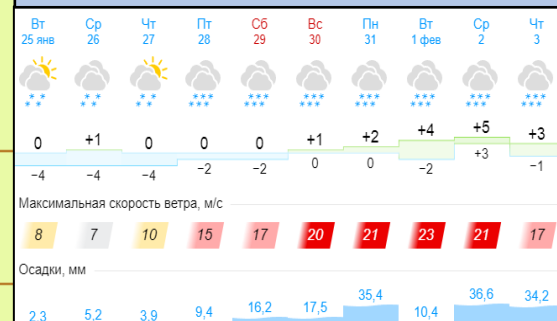 Вт Ср Чт Пт Сб Вс Пн Вт Ср Чт
25 янв 26 27 28 29 30 31 1 фев 2 3
0 +1 0 0 0 +1 +2 +4 +5 +3
−4 −4 −4 −2 −2 0 0 −2 +3 −1
Максимальная скорость ветра, м/с
8 7 10 15 17 20 21 23 21 17
Осадки, мм
2,3 5,2 3,9 9,4 16,2 17,5 35,4 10,4 36,6 34,2